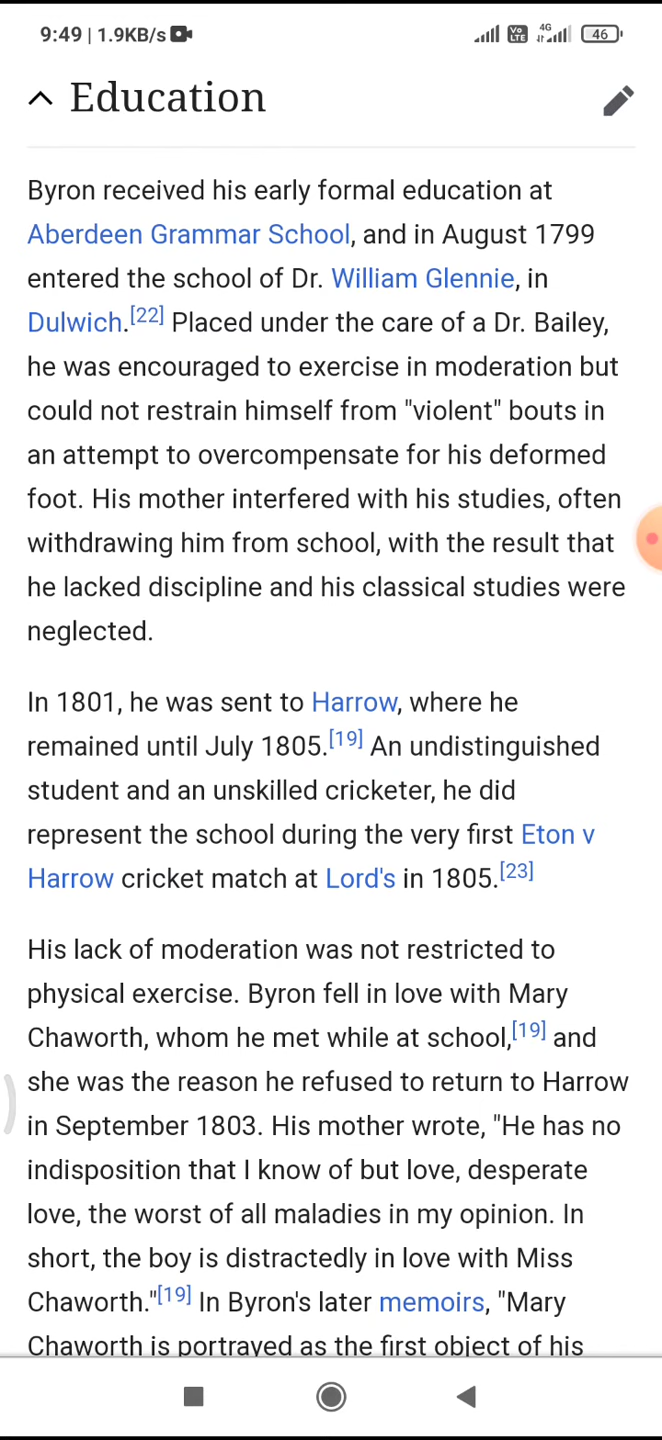 9:49 | 1.9KB/s
Vo LTE 4G 46
Education
Byron received his early formal education at
Aberdeen Grammar School, and in August 1799
entered the school of Dr. William Glennie, in
Dulwich.[22] Placed under the care of a Dr. Bailey,
he was encouraged to exercise in moderation but
could not restrain himself from "violent" bouts in
an attempt to overcompensate for his deformed
foot. His mother interfered with his studies, often
withdrawing him from school, with the result that
he lacked discipline and his classical studies were
neglected.
In 1801, he was sent to Harrow, where he
remained until July 1805.[19] An undistinguished
student and an unskilled cricketer, he did
represent the school during the very first Eton v
Harrow cricket match at Lord's in 1805.[23]
His lack of moderation was not restricted to
physical exercise. Byron fell in love with Mary
Chaworth, whom he met while at school,[19] and
she was the reason he refused to return to Harrow
in September 1803. His mother wrote, "He has no
indisposition that I know of but love, desperate
love, the worst of all maladies in my opinion. In
short, the boy is distractedly in love with Miss
Chaworth."[19] In Byron's later memoirs, "Mary
Chaworth is portrayed as the first object of his